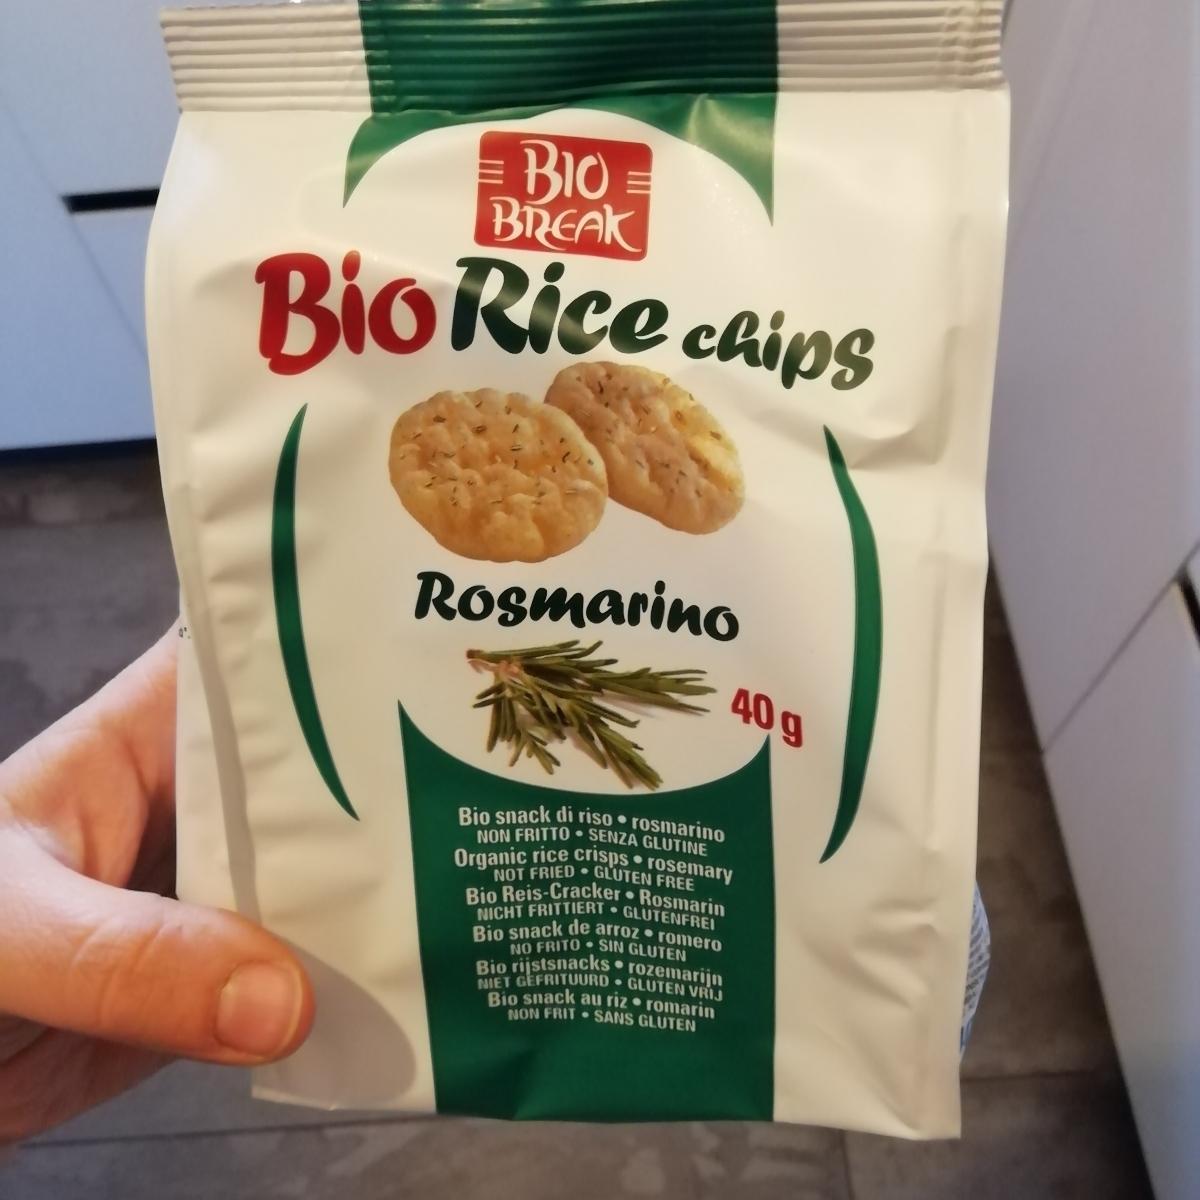 BIO
BREAK
Bio Rice chips
Rosmarino
40 g
Bio snack di riso • rosmarino
NON FRITTO • SENZA GLUTINE
Organic rice crisps • rosemary
NOT FRIED • GLUTEN FREE
Bio Reis-Cracker • Rosmarin
NICHT FRITTIERT • GLUTENFREI
Bio snack de arroz • romero
NO FRITO • SIN GLUTEN
Bio rijstsnacks • rozemarijn
NIET GEFRITUURD • GLUTEN VRIJ
Bio snack au riz • romarin
NON FRIT • SANS GLUTEN